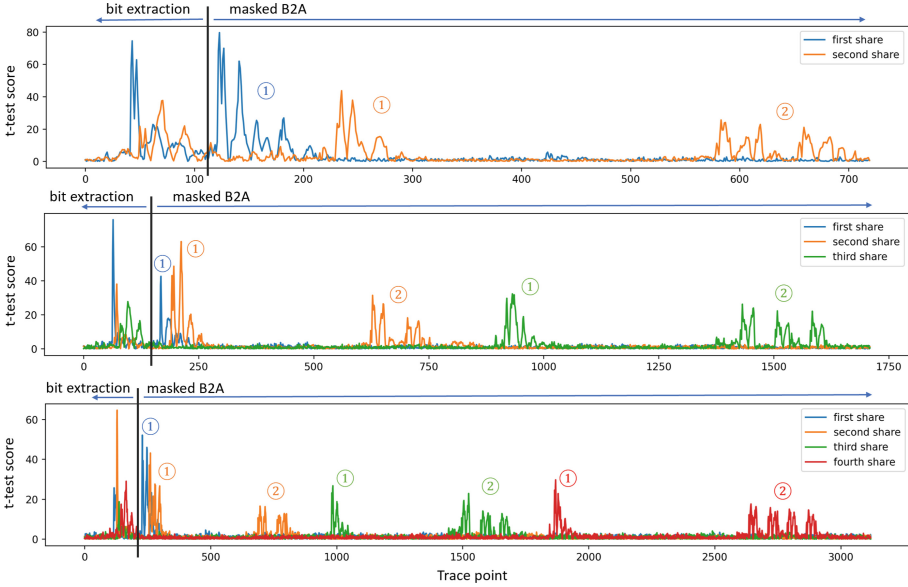 bit extraction masked B2A
80
60
40
20
0
t-test score
first share
second share
① ① ②
0 100 200 300 400 500 600 700
bit extraction masked B2A
60
40
20
0
t-test score
first share
second share
third share
① ① ② ① ②
0 250 500 750 1000 1250 1500 1750
bit extraction masked B2A
60
40
20
0
t-test score
first share
second share
third share
fourth share
① ① ② ① ② ① ②
0 500 1000 1500 2000 2500 3000
Trace point